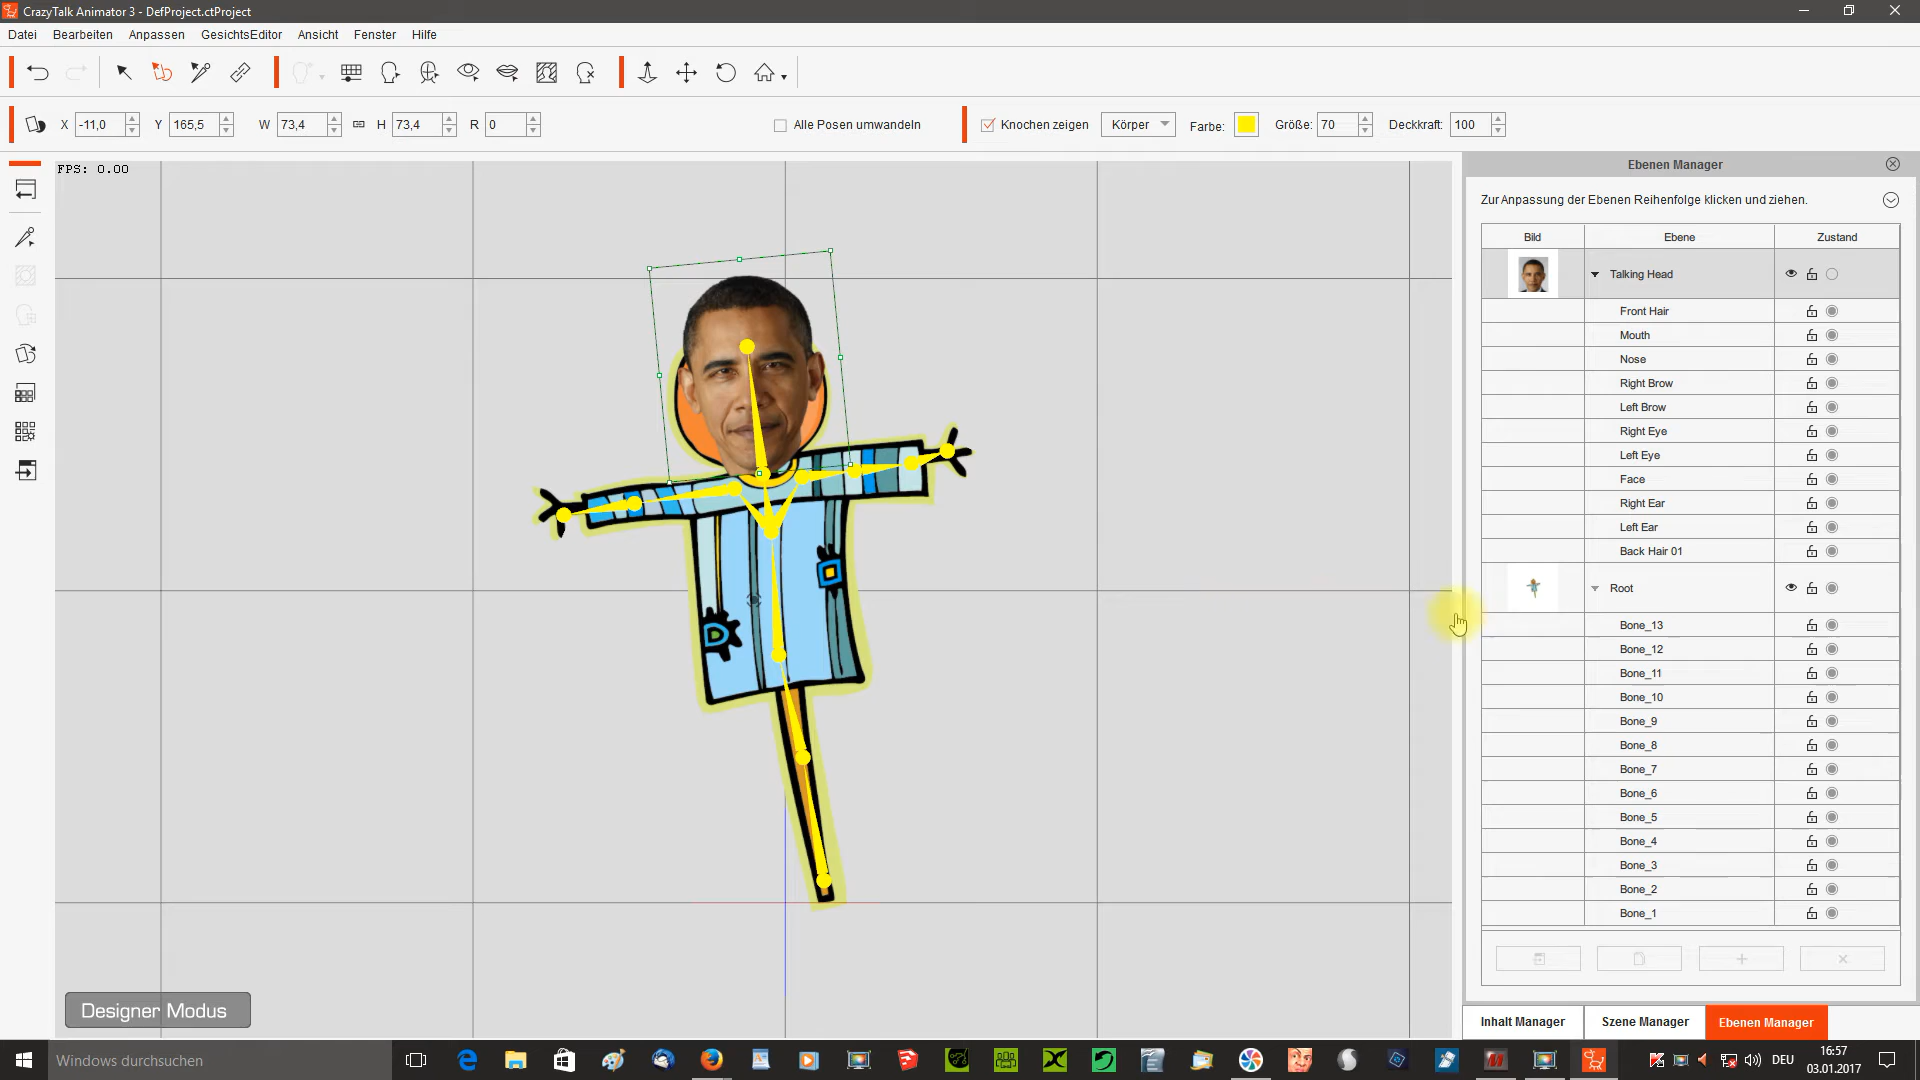 CrazyTalk Animator 3 - DefProject.ctProject
Datei Bearbeiten Anpassen GesichtsEditor Ansicht Fenster Hilfe
X -11,0 Y 165,5 W 73,4 H 73,4 R 0 Alle Posen umwandeln Knochen zeigen Körper Farbe: Größe: 70 Deckkraft: 100
FPS: 0.00
Ebenen Manager
Zur Anpassung der Ebenen Reihenfolge klicken und ziehen.
Bild Ebene Zustand
Talking Head
Front Hair
Mouth
Nose
Right Brow
Left Brow
Right Eye
Left Eye
Face
Right Ear
Left Ear
Back Hair 01
Root
Bone_13
Bone_12
Bone_11
Bone_10
Bone_9
Bone_8
Bone_7
Bone_6
Bone_5
Bone_4
Bone_3
Bone_2
Bone_1
Designer Modus
Inhalt Manager Szene Manager Ebenen Manager
Windows durchsuchen
DEU
16:57
03.01.2017